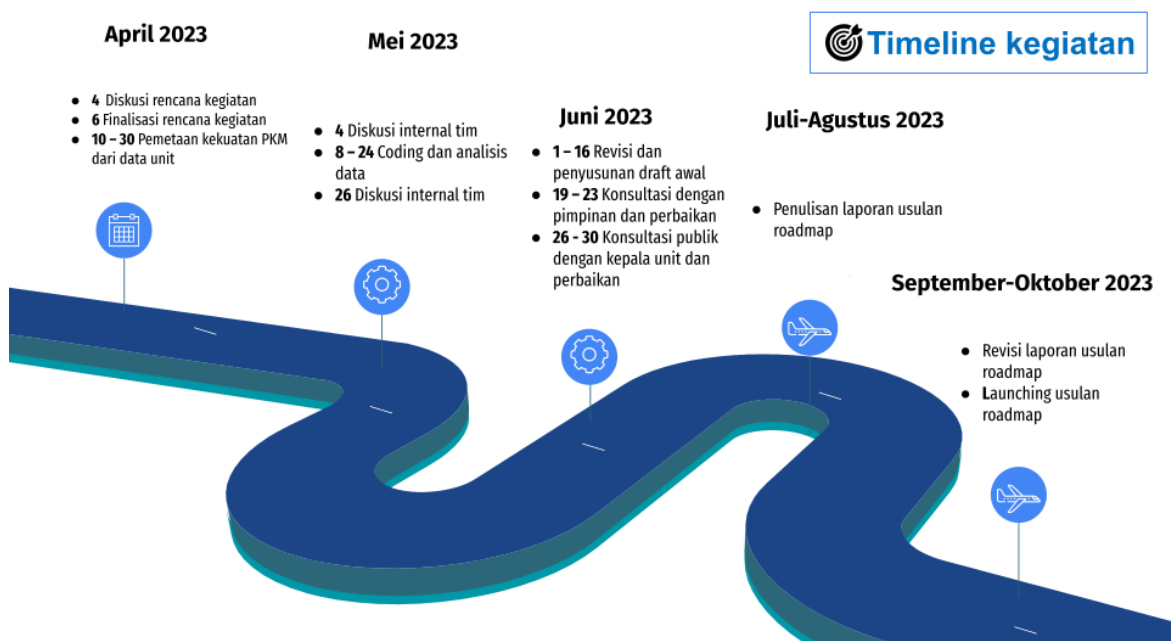 Timeline kegiatan
April 2023
● 4 Diskusi rencana kegiatan
● 6 Finalisasi rencana kegiatan
● 10 – 30 Pemetaan kekuatan PKM
dari data unit
Mei 2023
● 4 Diskusi internal tim
● 8 – 24 Coding dan analisis
data
● 26 Diskusi internal tim
Juni 2023
● 1 – 16 Revisi dan
penyusunan draft awal
● 19 – 23 Konsultasi dengan
pimpinan dan perbaikan
● 26 - 30 Konsultasi publik
dengan kepala unit dan
perbaikan
Juli-Agustus 2023
● Penulisan laporan usulan
roadmap
September-Oktober 2023
● Revisi laporan usulan
roadmap
● Launching usulan
roadmap